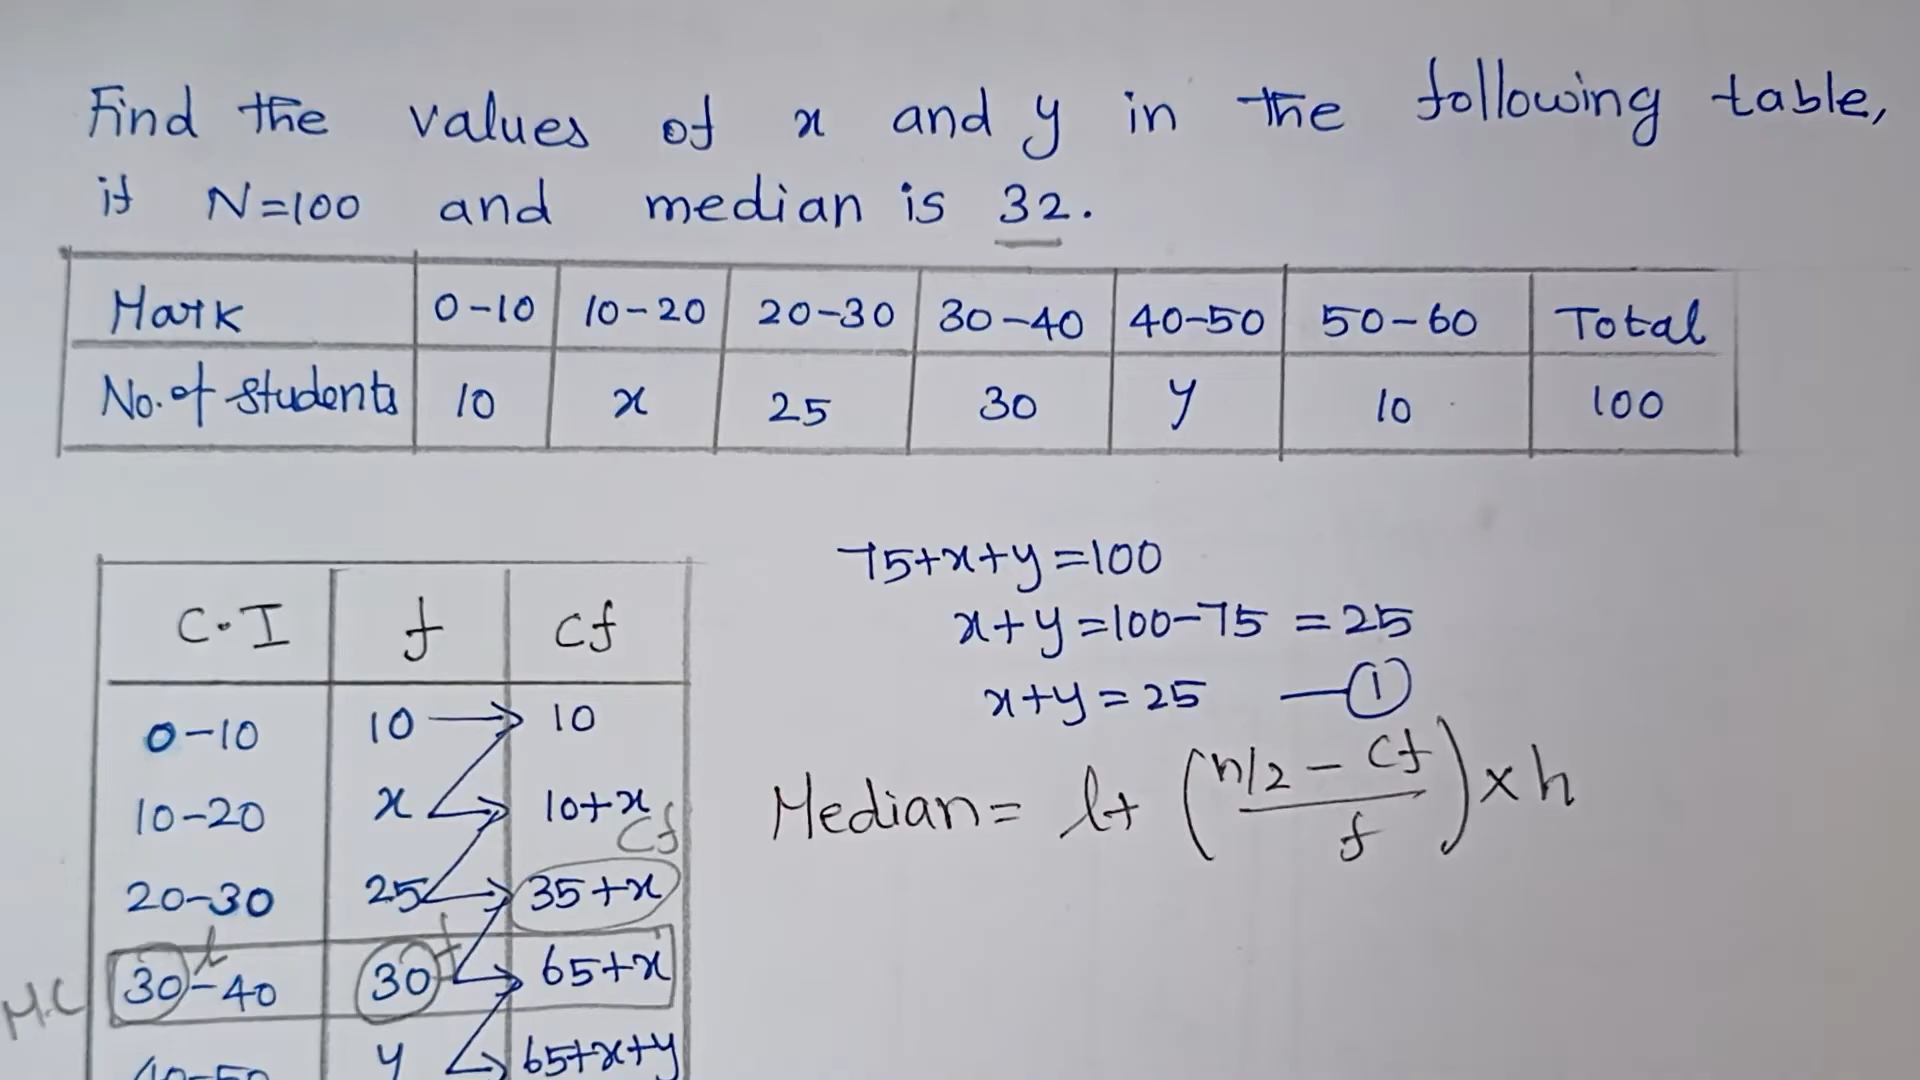 Find the values of x and y in the following table,
if N=100 and median is 32.
Mark 0-10 10-20 20-30 30-40 40-50 50-60 Total
No. of students 10 x 25 30 y 10 100
75+x+y=100
x+y=100-75 =25
x+y=25 —①
Median= l+ (n/2 - Cf / f) x h
C.I f Cf
0-10 10 10
10-20 x 10+x
Cf
20-30 25 35+x
l f
M.C 30-40 30 65+x
40-50 y 65+x+y